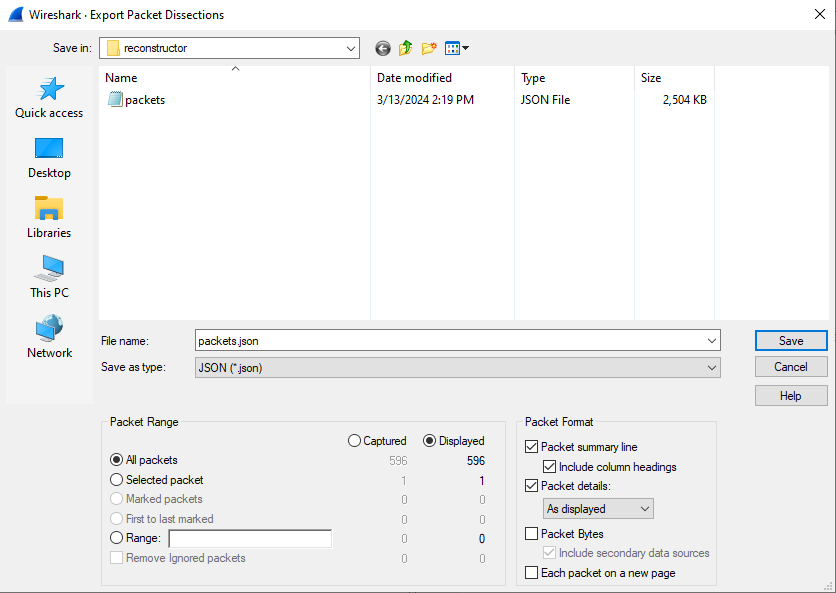 Wireshark · Export Packet Dissections
Save in: reconstructor
Name Date modified Type Size
packets 3/13/2024 2:19 PM JSON File 2,504 KB
Quick access
Desktop
Libraries
This PC
Network
File name: packets.json Save
Save as type: JSON (*.json) Cancel
Help
Packet Range
Captured Displayed
All packets 596 596
Selected packet 1 1
Marked packets 0 0
First to last marked 0 0
Range: 0 0
Remove Ignored packets 0 0
Packet Format
Packet summary line
Include column headings
Packet details:
As displayed
Packet Bytes
Include secondary data sources
Each packet on a new page